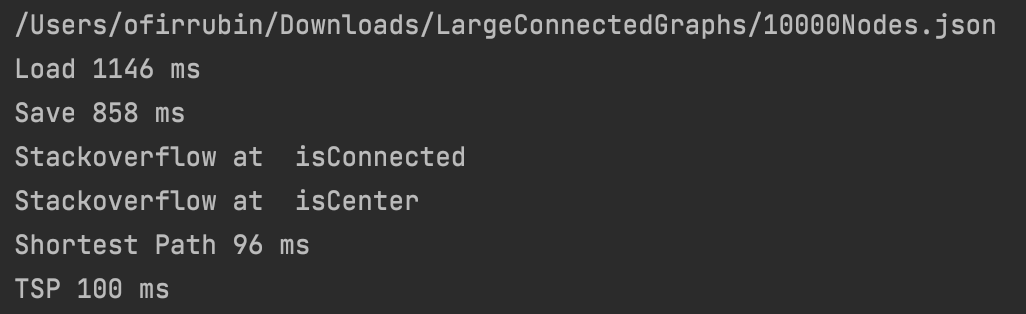 /Users/ofirrubin/Downloads/LargeConnectedGraphs/10000Nodes.json
Load 1146 ms
Save 858 ms
Stackoverflow at  isConnected
Stackoverflow at  isCenter
Shortest Path 96 ms
TSP 100 ms